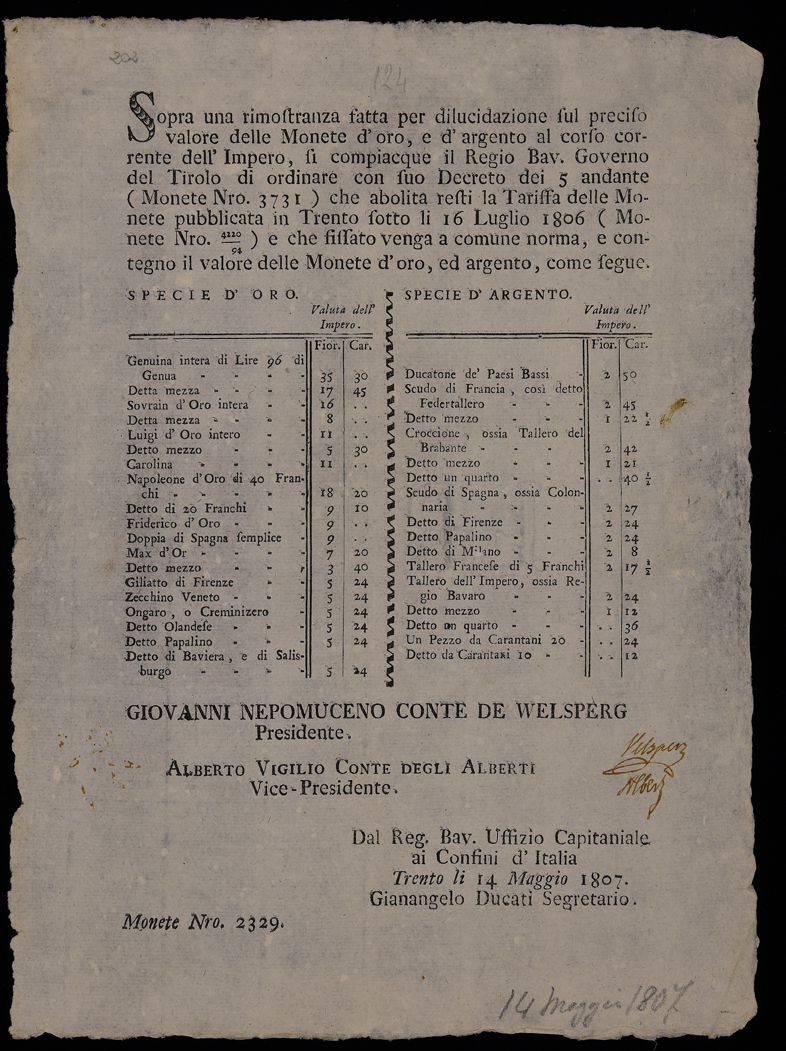 202
124
Sopra una rimoſtranza fatta per dilucidazione ſul preciſo
valore delle Monete d' oro, e d' argento al corſo cor-
rente dell' Impero, ſi compiacque il Regio Bav. Governo
del Tirolo di ordinare con ſuo Decreto dei 5 andante
( Monete Nro. 3731 ) che abolita reſti la Tariffa delle Mo-
nete pubblicata in Trento ſotto li 16 Luglio 1806 ( Mo-
nete Nro. 4220/94 ) e che fiſſato venga a comune norma, e con-
tegno il valore delle Monete d'oro, ed argento, come ſegue.
SPECIE D' ORO.
Valuta dell'
Impero.
Fior. Car.
Genuina intera di Lire 96 di
Genua - - - - 35 30
Detta mezza - - - - 17 45
Sovrain d' Oro intera - - 16 . .
Detta mezza - - - - 8 . .
Luigi d' Oro intero - - 11 . .
Detto mezzo - - - 5 30
Carolina - - - - 11 . .
Napoleone d'Oro di 40 Fran-
chi - - - - - 18 20
Detto di 20 Franchi - - 9 10
Friderico d' Oro - - - 9 . .
Doppia di Spagna ſemplice - 9 . .
Max d'Or - - - - 7 20
Detto mezzo - - - 3 40
Giliatto di Firenze - - 5 24
Zecchino Veneto - - - 5 24
Ongaro, o Creminizero - - 5 24
Detto Olandeſe - - - 5 24
Detto Papalino - - - 5 24
Detto di Baviera, e di Salis-
burgo - - - - 5 24
SPECIE D' ARGENTO.
Valuta dell'
Impero.
Fior. Car.
Ducatone de' Paesi Bassi - 2 50
Scudo di Francia, così detto
Federtallero - - - 2 45
Detto mezzo - - - 1 22 1/2
Croccione, ossia Tallero del
Brabante - - - - 2 42
Detto mezzo - - - 1 21
Detto un quarto - - - . . 40 1/2
Scudo di Spagna, ossia Colon-
naria - - - - 2 27
Detto di Firenze - - - 2 24
Detto Papalino - - - 2 24
Detto di Milano - - - 2 8
Tallero Franceſe di 5 Franchi 2 17 1/2
Tallero dell'Impero, ossia Re-
gio Bavaro - - - 2 24
Detto mezzo - - - 1 12
Detto un quarto - - - . . 36
Un Pezzo da Carantani 20 - . . 24
Detto da Carantani 10 - - . . 12
GIOVANNI NEPOMUCENO CONTE DE WELSPERG
Presidente.
ALBERTO VIGILIO CONTE DEGLI ALBERTI
Vice-Presidente.
Velsperg
Alberti
Dal Reg. Bav. Uffizio Capitaniale
ai Confini d' Italia
Trento li 14 Maggio 1807.
Gianangelo Ducati Segretario.
Monete Nro. 2329.
14 Maggio 1807